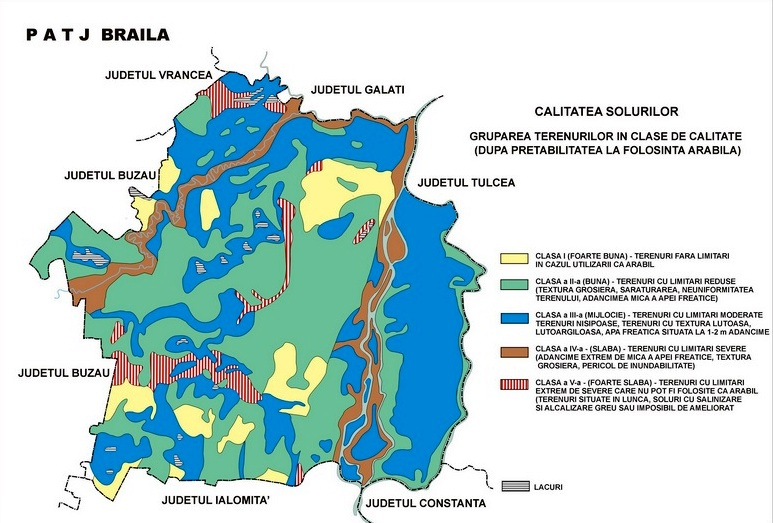 P A T J BRAILA
JUDETUL VRANCEA
JUDETUL GALATI
CALITATEA SOLURILOR
GRUPAREA TERENURILOR IN CLASE DE CALITATE
(DUPA PRETABILITATEA LA FOLOSINTA ARABILA)
JUDETUL BUZAU
JUDETUL TULCEA
CLASA I (FOARTE BUNA) - TERENURI FARA LIMITARI
IN CAZUL UTILIZARII CA ARABIL
CLASA a II-a (BUNA) - TERENURI CU LIMITARI REDUSE
(TEXTURA GROSIERA, SARATURAREA, NEUNIFORMITATEA
TERENULUI, ADANCIMEA MICA A APEI FREATICE)
CLASA a III-a (MIJLOCIE) - TERENURI CU LIMITARI MODERATE
TERENURI NISIPOASE, TERENURI CU TEXTURA LUTOASA,
LUTOARGILOASA, APA FREATICA SITUATA LA 1-2 m ADANCIME
CLASA a IV-a - (SLABA) - TERENURI CU LIMITARI SEVERE
(ADANCIME EXTREM DE MICA A APEI FREATICE, TEXTURA
GROSIERA, PERICOL DE INUNDABILITATE)
JUDETUL BUZAU
CLASA a V-a - (FOARTE SLABA) - TERENURI CU LIMITARI
EXTREM DE SEVERE CARE NU POT FI FOLOSITE CA ARABIL
(TERENURI SITUATE IN LUNCA, SOLURI CU SALINIZARE
SI ALCALIZARE GREU SAU IMPOSIBIL DE AMELIORAT
LACURI
JUDETUL IALOMITA'
JUDETUL CONSTANTA